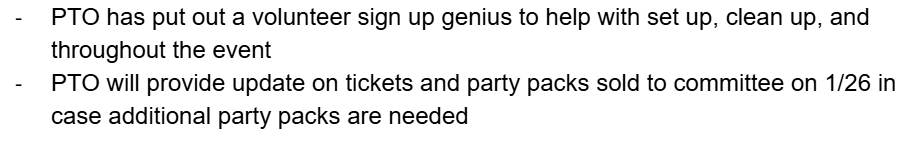 - PTO has put out a volunteer sign up genius to help with set up, clean up, and
throughout the event
- PTO will provide update on tickets and party packs sold to committee on 1/26 in
case additional party packs are needed